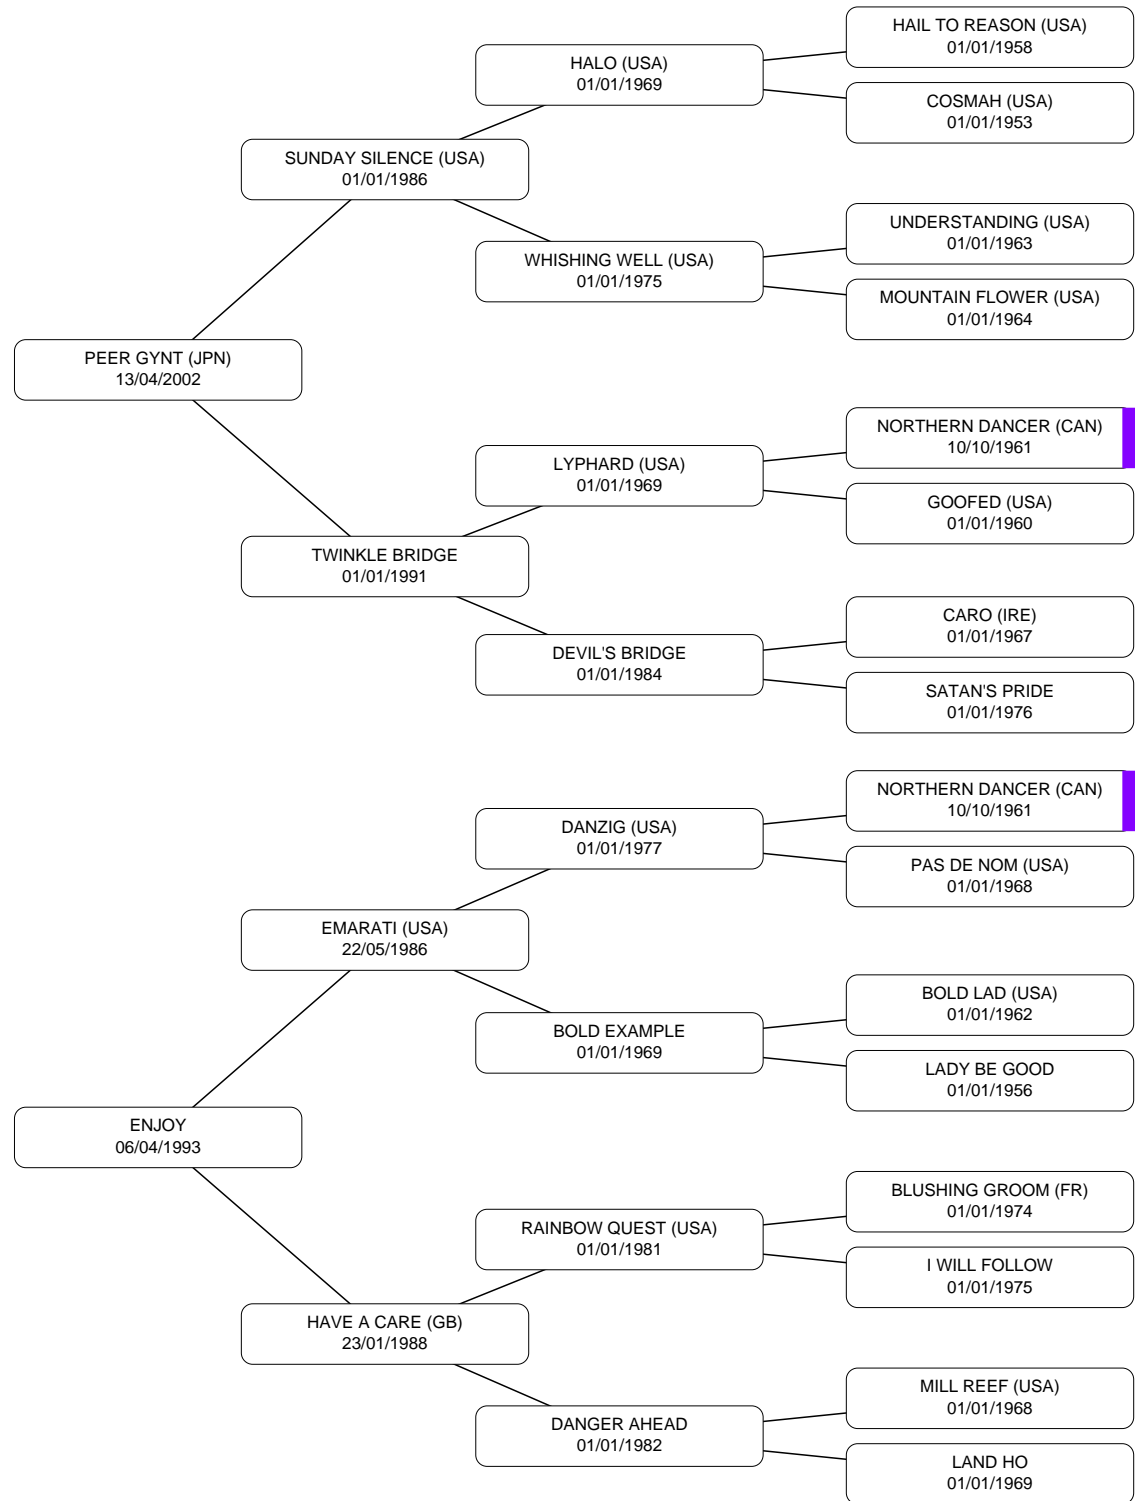 HAIL TO REASON (USA)
01/01/1958
HALO (USA)
01/01/1969
COSMAH (USA)
01/01/1953
SUNDAY SILENCE (USA)
01/01/1986
UNDERSTANDING (USA)
01/01/1963
WHISHING WELL (USA)
01/01/1975
MOUNTAIN FLOWER (USA)
01/01/1964
PEER GYNT (JPN)
13/04/2002
NORTHERN DANCER (CAN)
10/10/1961
LYPHARD (USA)
01/01/1969
GOOFED (USA)
01/01/1960
TWINKLE BRIDGE
01/01/1991
CARO (IRE)
01/01/1967
DEVIL'S BRIDGE
01/01/1984
SATAN'S PRIDE
01/01/1976
NORTHERN DANCER (CAN)
10/10/1961
DANZIG (USA)
01/01/1977
PAS DE NOM (USA)
01/01/1968
EMARATI (USA)
22/05/1986
BOLD LAD (USA)
01/01/1962
BOLD EXAMPLE
01/01/1969
LADY BE GOOD
01/01/1956
ENJOY
06/04/1993
BLUSHING GROOM (FR)
01/01/1974
RAINBOW QUEST (USA)
01/01/1981
I WILL FOLLOW
01/01/1975
HAVE A CARE (GB)
23/01/1988
MILL REEF (USA)
01/01/1968
DANGER AHEAD
01/01/1982
LAND HO
01/01/1969